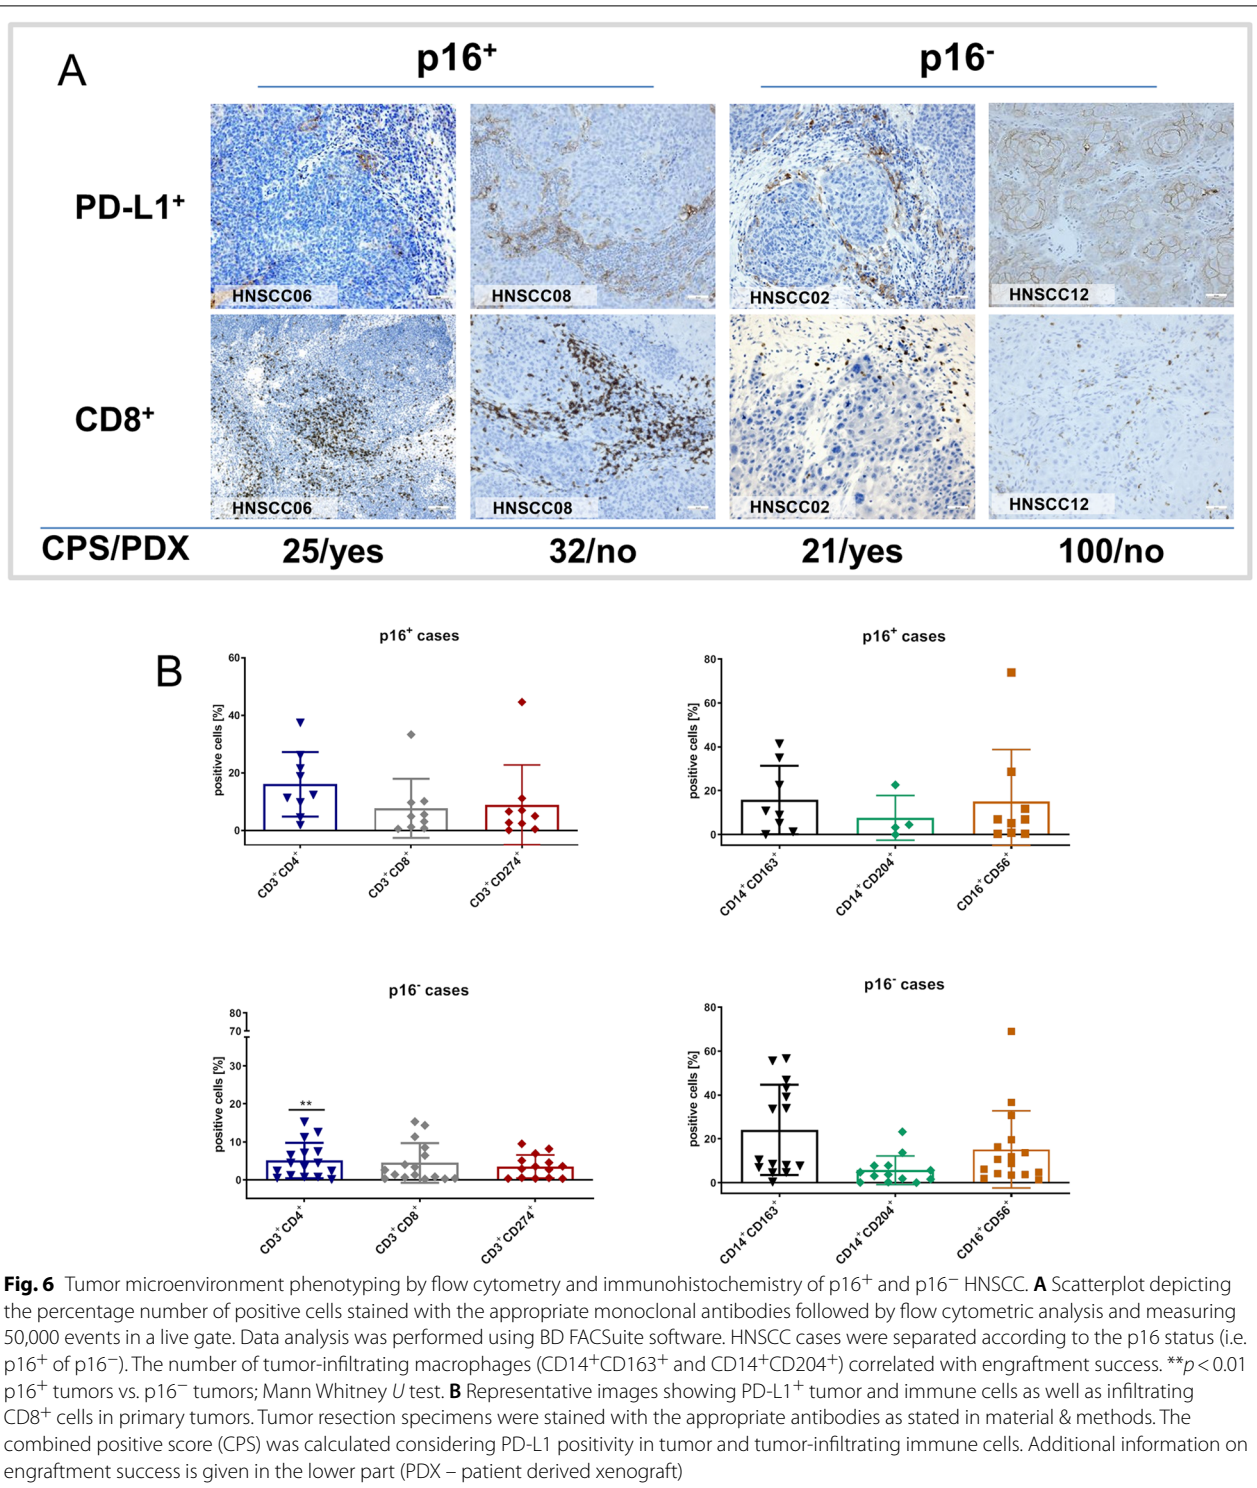 A
p16+
p16-
PD-L1+
HNSCC06
HNSCC08
HNSCC02
HNSCC12
CD8+
HNSCC06
HNSCC08
HNSCC02
HNSCC12
CPS/PDX
25/yes
32/no
21/yes
100/no
B
p16+ cases
positive cells [%]
60
40
20
0
CD3+CD4+
CD3+CD8+
CD3+CD274+
p16+ cases
positive cells [%]
80
60
40
20
0
CD14+CD163+
CD14+CD204+
CD16+CD56+
p16- cases
positive cells [%]
80
70
30
20
10
0
**
CD3+CD4+
CD3+CD8+
CD3+CD274+
p16- cases
positive cells [%]
80
60
40
20
0
CD14+CD163+
CD14+CD204+
CD16+CD56+
Fig. 6 Tumor microenvironment phenotyping by flow cytometry and immunohistochemistry of p16+ and p16− HNSCC. A Scatterplot depicting
the percentage number of positive cells stained with the appropriate monoclonal antibodies followed by flow cytometric analysis and measuring
50,000 events in a live gate. Data analysis was performed using BD FACSuite software. HNSCC cases were separated according to the p16 status (i.e.
p16+ of p16−). The number of tumor-infiltrating macrophages (CD14+CD163+ and CD14+CD204+) correlated with engraftment success. **p < 0.01
p16+ tumors vs. p16− tumors; Mann Whitney U test. B Representative images showing PD-L1+ tumor and immune cells as well as infiltrating
CD8+ cells in primary tumors. Tumor resection specimens were stained with the appropriate antibodies as stated in material & methods. The
combined positive score (CPS) was calculated considering PD-L1 positivity in tumor and tumor-infiltrating immune cells. Additional information on
engraftment success is given in the lower part (PDX – patient derived xenograft)